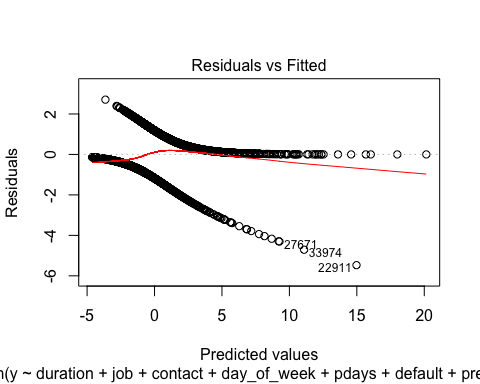 Residuals vs Fitted
Residuals
2
0
-2
-4
-6
27671
33974
22911
-5 0 5 10 15 20
Predicted values
(y ~ duration + job + contact + day_of_week + pdays + default +